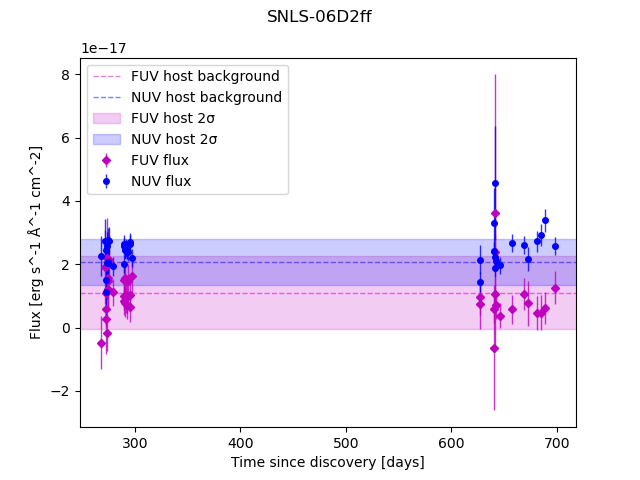 SNLS-06D2ff
1e−17
FUV host background
NUV host background
FUV host 2σ
NUV host 2σ
FUV flux
NUV flux
8
6
4
2
0
−2
Flux [erg s^-1 Å^-1 cm^-2]
300 400 500 600 700
Time since discovery [days]